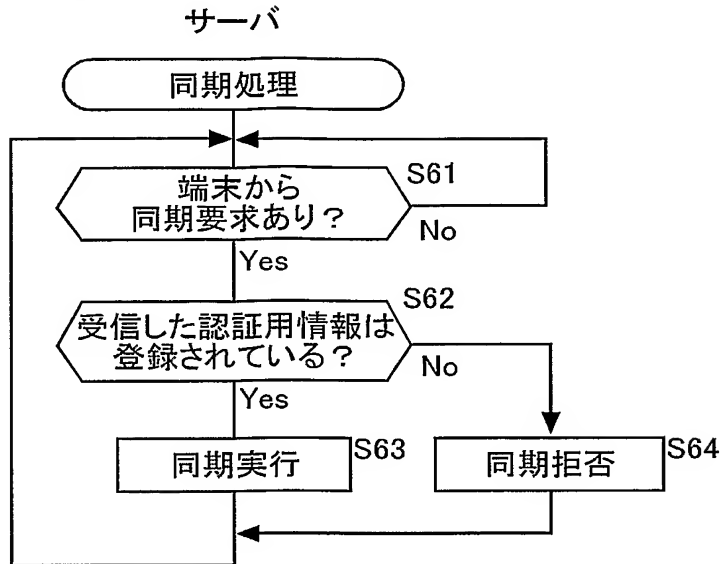 サーバ
同期処理
端末から
同期要求あり?
S61
No
Yes
受信した認証用情報は
登録されている?
S62
No
Yes
同期実行
S63
同期拒否
S64